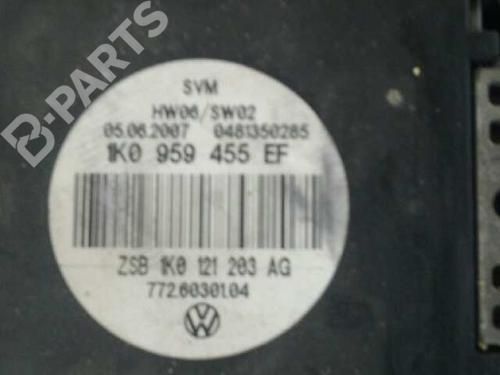 B-PARTS
SVM
HW06/SW02
05.06.2007 0481350285
1K0 959 455 EF
ZSB 1K0 121 203 AG
772.60301.04